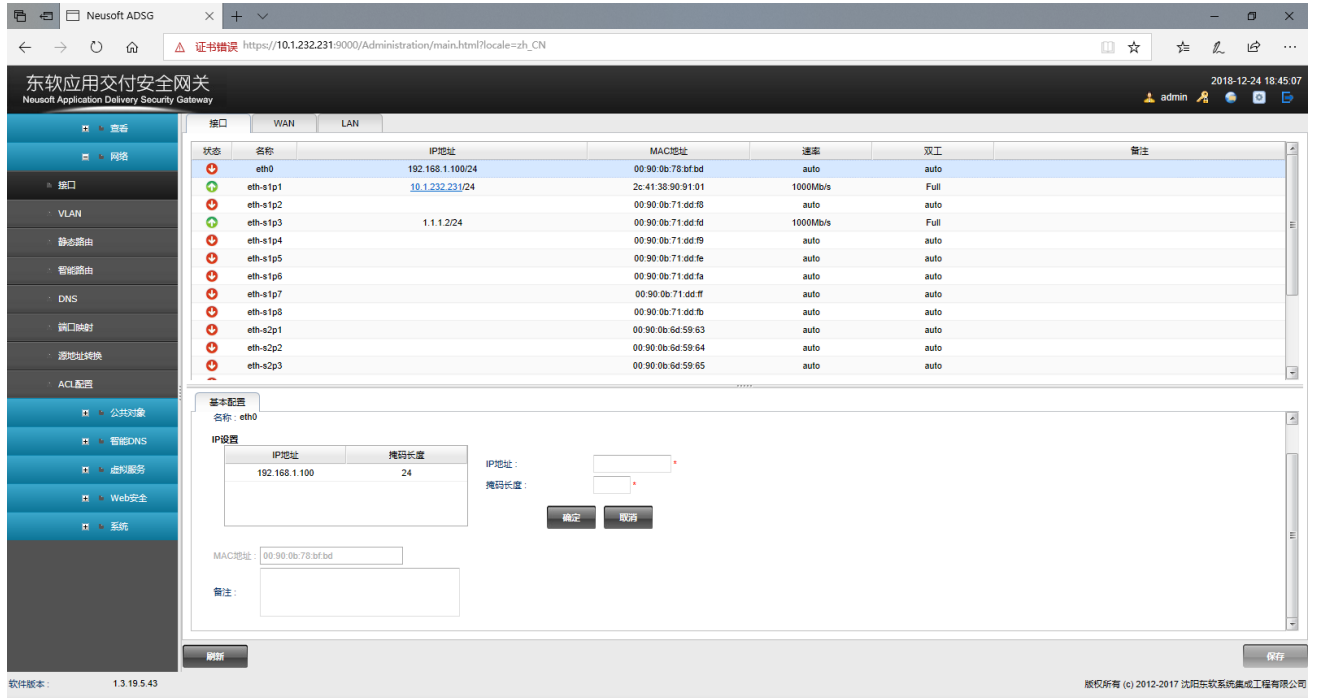 Neusoft ADSG
证书错误 https://10.1.232.231:9000/Administration/main.html?locale=zh_CN
东软应用交付安全网关
Neusoft Application Delivery Security Gateway
2018-12-24 18:45:07
admin
查看
网络
接口
VLAN
静态路由
智能路由
DNS
端口映射
源地址转换
ACL配置
公共对象
智能DNS
虚拟服务
Web安全
系统
接口 WAN LAN
状态 名称 IP地址 MAC地址 速率 双工 备注
eth0 192.168.1.100/24 00:90:0b:78:bf:bd auto auto
eth-s1p1 10.1.232.231/24 2c:41:38:90:91:01 1000Mb/s Full
eth-s1p2 00:90:0b:71:dd:f8 auto auto
eth-s1p3 1.1.1.2/24 00:90:0b:71:dd:fd 1000Mb/s Full
eth-s1p4 00:90:0b:71:dd:f9 auto auto
eth-s1p5 00:90:0b:71:dd:fe auto auto
eth-s1p6 00:90:0b:71:dd:fa auto auto
eth-s1p7 00:90:0b:71:dd:ff auto auto
eth-s1p8 00:90:0b:71:dd:fb auto auto
eth-s2p1 00:90:0b:6d:59:63 auto auto
eth-s2p2 00:90:0b:6d:59:64 auto auto
eth-s2p3 00:90:0b:6d:59:65 auto auto
基本配置
名称 : eth0
IP设置
IP地址 掩码长度
192.168.1.100 24
IP地址 : *
掩码长度 : *
确定 取消
MAC地址 : 00:90:0b:78:bf:bd
备注 :
刷新 保存
软件版本 : 1.3.19.5.43 版权所有 (c) 2012-2017 沈阳东软系统集成工程有限公司